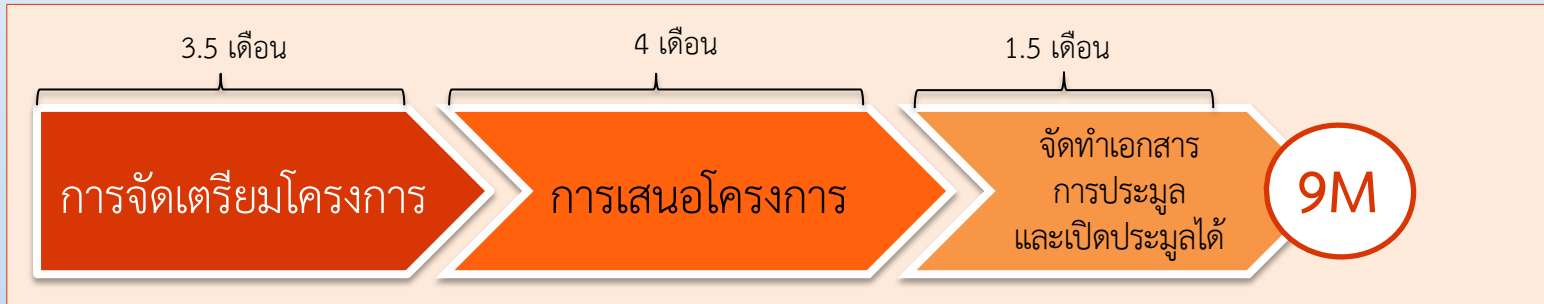 3.5 เดือน
4 เดือน
1.5 เดือน
การจัดเตรียมโครงการ
การเสนอโครงการ
จัดทำเอกสาร
การประมูล
และเปิดประมูลได้
9M